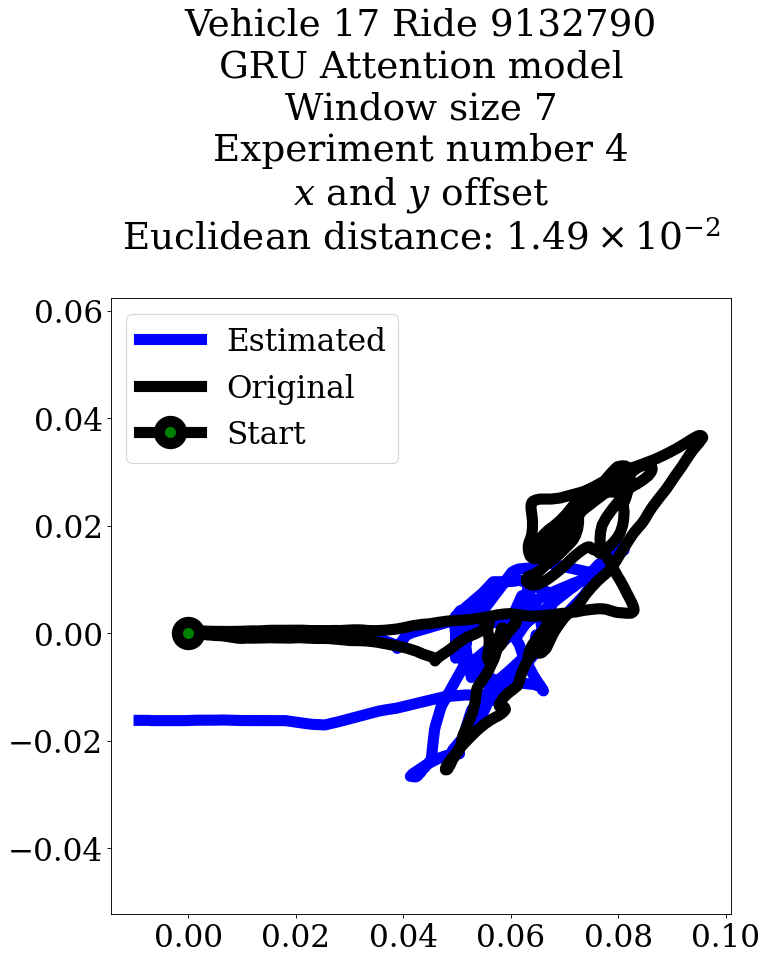 Vehicle 17 Ride 9132790
GRU Attention model
Window size 7
Experiment number 4
x and y offset
Euclidean distance: 1.49 × 10⁻²
Estimated
Original
Start
0.06
0.04
0.02
0.00
−0.02
−0.04
0.00 0.02 0.04 0.06 0.08 0.10